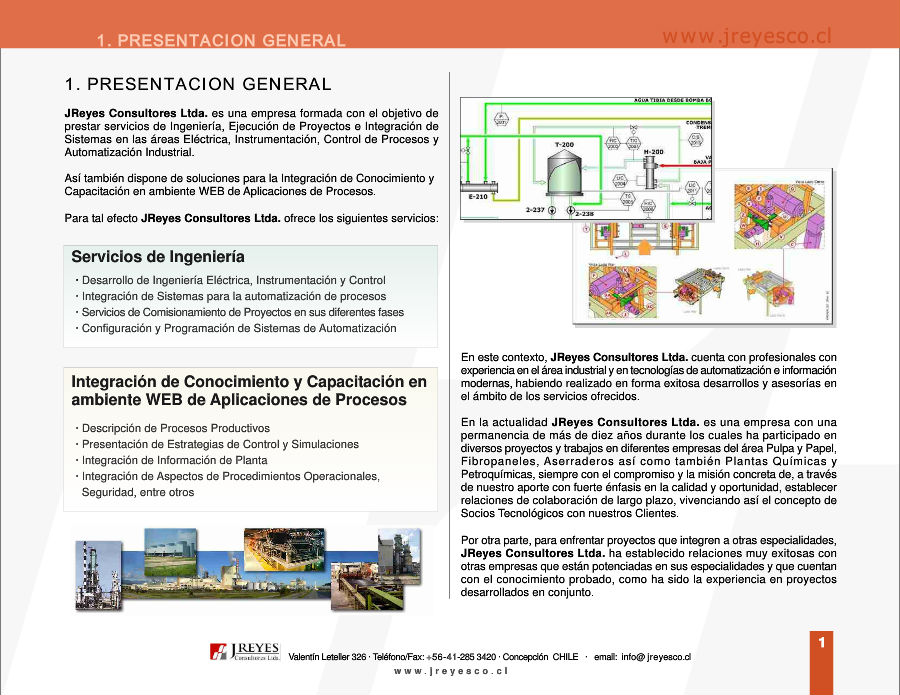 1. PRESENTACION GENERAL
www.jreyesco.cl
1. PRESENTACION GENERAL
JReyes Consultores Ltda. es una empresa formada con el objetivo de
prestar servicios de Ingeniería, Ejecución de Proyectos e Integración de
Sistemas en las áreas Eléctrica, Instrumentación, Control de Procesos y
Automatización Industrial.
Así también dispone de soluciones para la Integración de Conocimiento y
Capacitación en ambiente WEB de Aplicaciones de Procesos.
Para tal efecto JReyes Consultores Ltda. ofrece los siguientes servicios:
Servicios de Ingeniería
· Desarrollo de Ingeniería Eléctrica, Instrumentación y Control
· Integración de Sistemas para la automatización de procesos
· Servicios de Comisionamiento de Proyectos en sus diferentes fases
· Configuración y Programación de Sistemas de Automatización
Integración de Conocimiento y Capacitación en
ambiente WEB de Aplicaciones de Procesos
· Descripción de Procesos Productivos
· Presentación de Estrategias de Control y Simulaciones
· Integración de Información de Planta
· Integración de Aspectos de Procedimientos Operacionales,
Seguridad, entre otros
AGUA TIBIA DESDE BOMBA
T-200
H-200
E-210
2-237
2-238
En este contexto, JReyes Consultores Ltda. cuenta con profesionales con
experiencia en el área industrial y en tecnologías de automatización e información
modernas, habiendo realizado en forma exitosa desarrollos y asesorías en
el ámbito de los servicios ofrecidos.
En la actualidad JReyes Consultores Ltda. es una empresa con una
permanencia de más de diez años durante los cuales ha participado en
diversos proyectos y trabajos en diferentes empresas del área Pulpa y Papel,
Fibropaneles, Aserraderos así como también Plantas Químicas y
Petroquímicas, siempre con el compromiso y la misión concreta de, a través
de nuestro aporte con fuerte énfasis en la calidad y oportunidad, establecer
relaciones de colaboración de largo plazo, vivenciando así el concepto de
Socios Tecnológicos con nuestros Clientes.
Por otra parte, para enfrentar proyectos que integren a otras especialidades,
JReyes Consultores Ltda. ha establecido relaciones muy exitosas con
otras empresas que están potenciadas en sus especialidades y que cuentan
con el conocimiento probado, como ha sido la experiencia en proyectos
desarrollados en conjunto.
JREYES
Consultores Ltda.
Valentín Letelier 326 · Teléfono/Fax: +56-41-285 3420 · Concepción CHILE · email: info@jreyesco.cl
www.jreyesco.cl
1